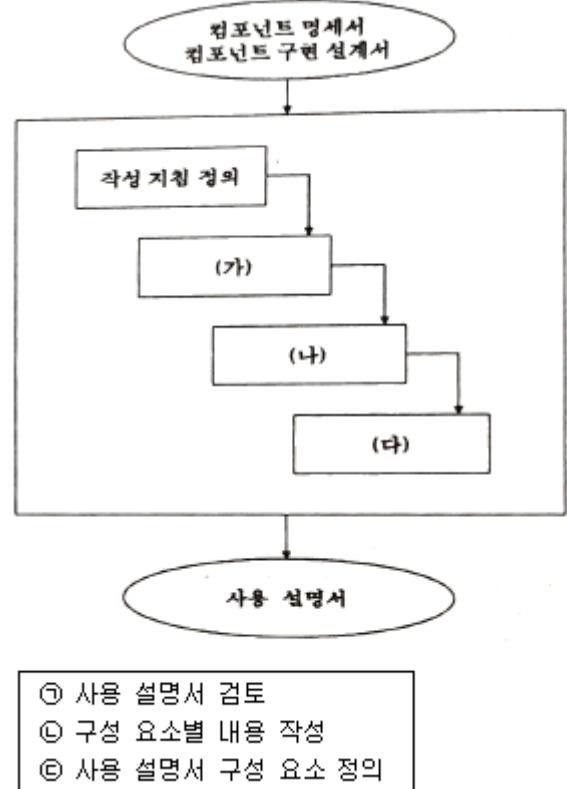 컴포넌트 명세서
컴포넌트 구현 설계서
작성 지침 정의
(가)
(나)
(다)
사용 설명서
㉠ 사용 설명서 검토
㉡ 구성 요소별 내용 작성
㉢ 사용 설명서 구성 요소 정의